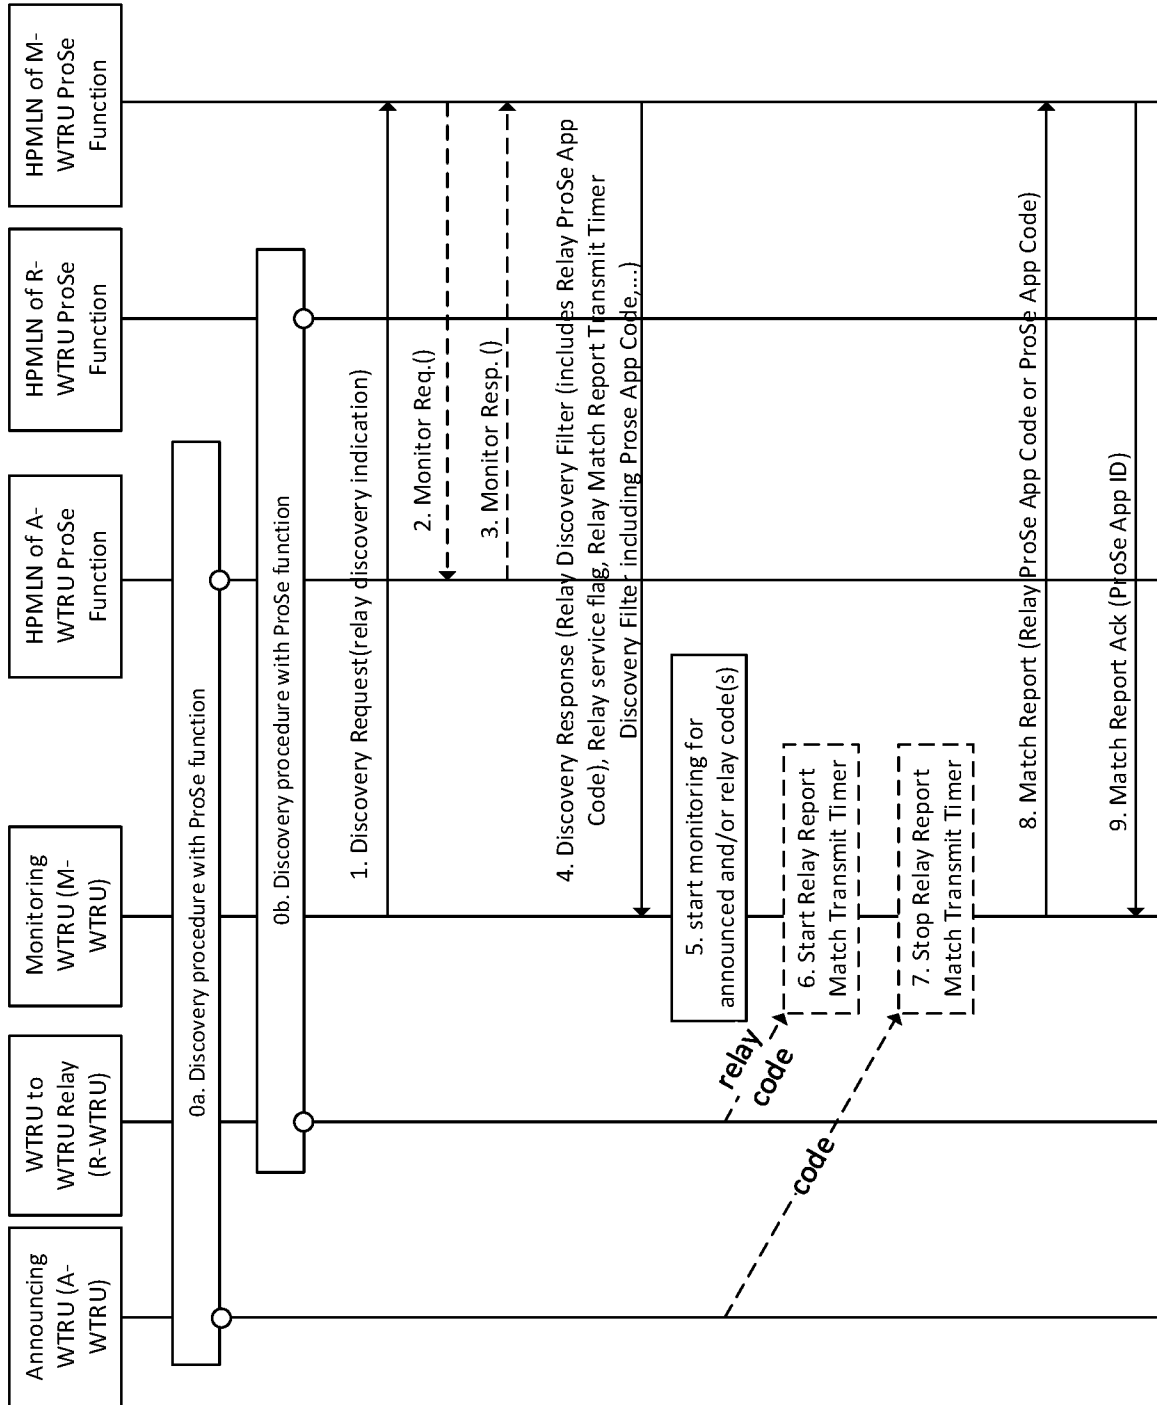 Announcing
WTRU (A-
WTRU)
WTRU to
WTRU Relay
(R-WTRU)
Monitoring
WTRU (M-
WTRU)
HPMLN of A-
WTRU ProSe
Function
HPMLN of R-
WTRU ProSe
Function
HPMLN of M-
WTRU ProSe
Function
0a. Discovery procedure with ProSe function
0b. Discovery procedure with ProSe function
1. Discovery Request(relay discovery indication)
2. Monitor Req.()
3. Monitor Resp. ()
4. Discovery Response (Relay Discovery Filter (includes Relay ProSe App
Code), Relay service flag, Relay Match Report Transmit Timer
Discovery Filter including Prose App Code,...)
5. start monitoring for
announced and/or relay code(s)
relay
code
6. Start Relay Report
Match Transmit Timer
code
7. Stop Relay Report
Match Transmit Timer
8. Match Report (Relay ProSe App Code or ProSe App Code)
9. Match Report Ack (ProSe App ID)